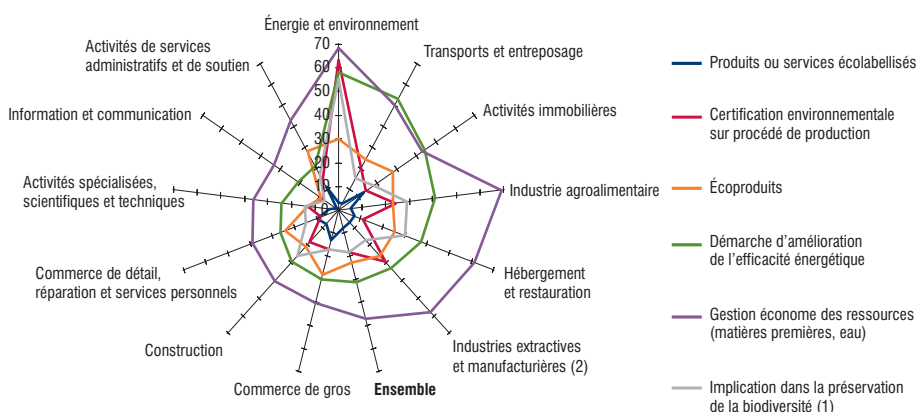 Énergie et environnement
70
60
50
40
30
20
10
0
Transports et entreposage
Activités immobilières
Industrie agroalimentaire
Hébergement
et restauration
Industries extractives
et manufacturières (2)
Ensemble
Commerce de gros
Construction
Commerce de détail,
réparation et services personnels
Activités spécialisées,
scientifiques et techniques
Information et communication
Activités de services
administratifs et de soutien
Produits ou services écolabellisés
Certification environnementale
sur procédé de production
Écoproduits
Démarche d’amélioration
de l’efficacité énergétique
Gestion économe des ressources
(matières premières, eau)
Implication dans la préservation
de la biodiversité (1)